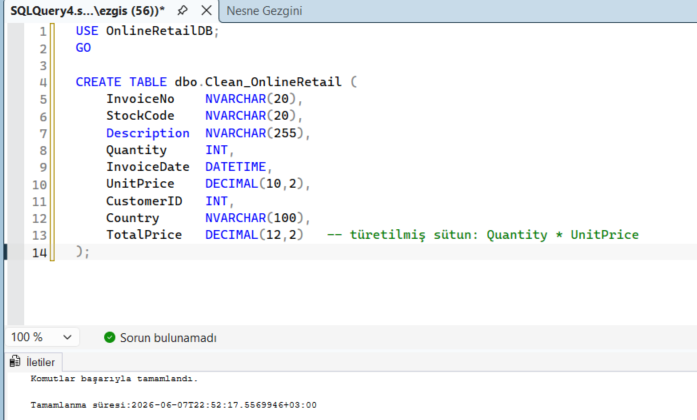 SQLQuery4.s...\ezgis (56))*
Nesne Gezgini
1 USE OnlineRetailDB;
2 GO
3
4 CREATE TABLE dbo.Clean_OnlineRetail (
5 InvoiceNo NVARCHAR(20),
6 StockCode NVARCHAR(20),
7 Description NVARCHAR(255),
8 Quantity INT,
9 InvoiceDate DATETIME,
10 UnitPrice DECIMAL(10,2),
11 CustomerID INT,
12 Country NVARCHAR(100),
13 TotalPrice DECIMAL(12,2) -- türetilmiş sütun: Quantity * UnitPrice
14 );
100 %
Sorun bulunamadı
İletiler
Komutlar başarıyla tamamlandı.
Tamamlanma süresi:2026-06-07T22:52:17.5569946+03:00